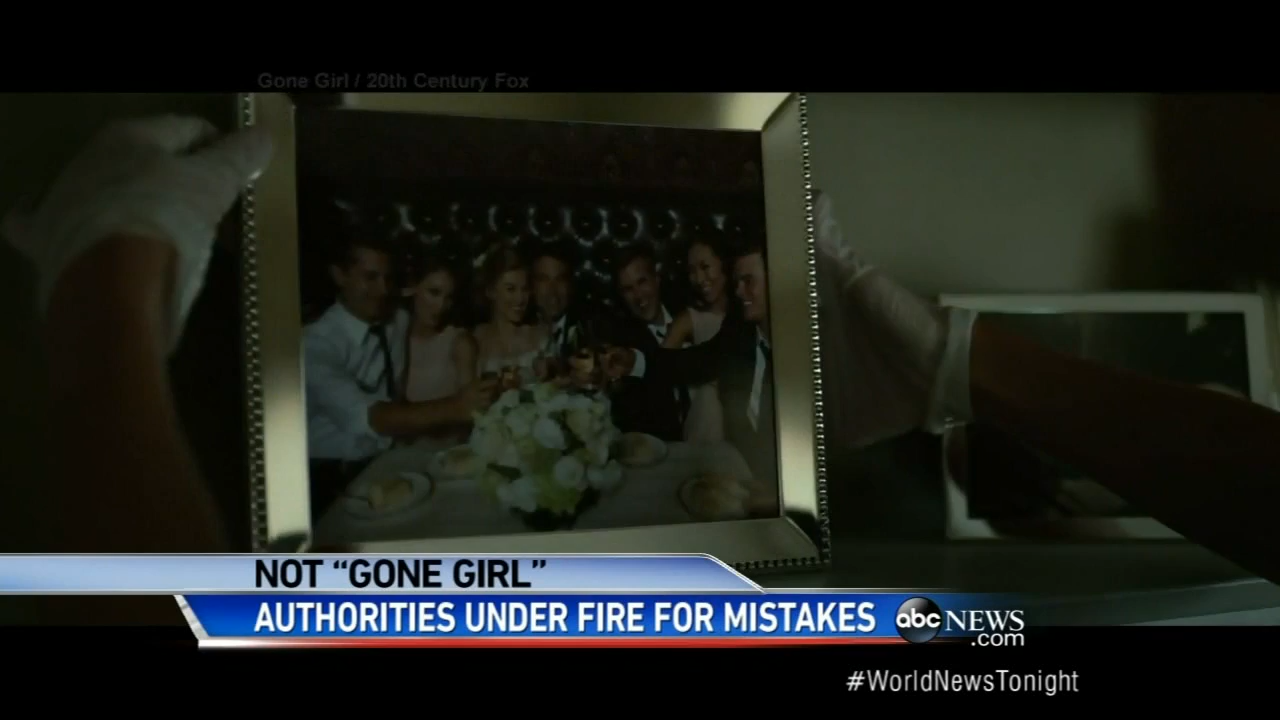 Gone Girl / 20th Century Fox
NOT “GONE GIRL”
AUTHORITIES UNDER FIRE FOR MISTAKES
abc NEWS
.com
#WorldNewsTonight